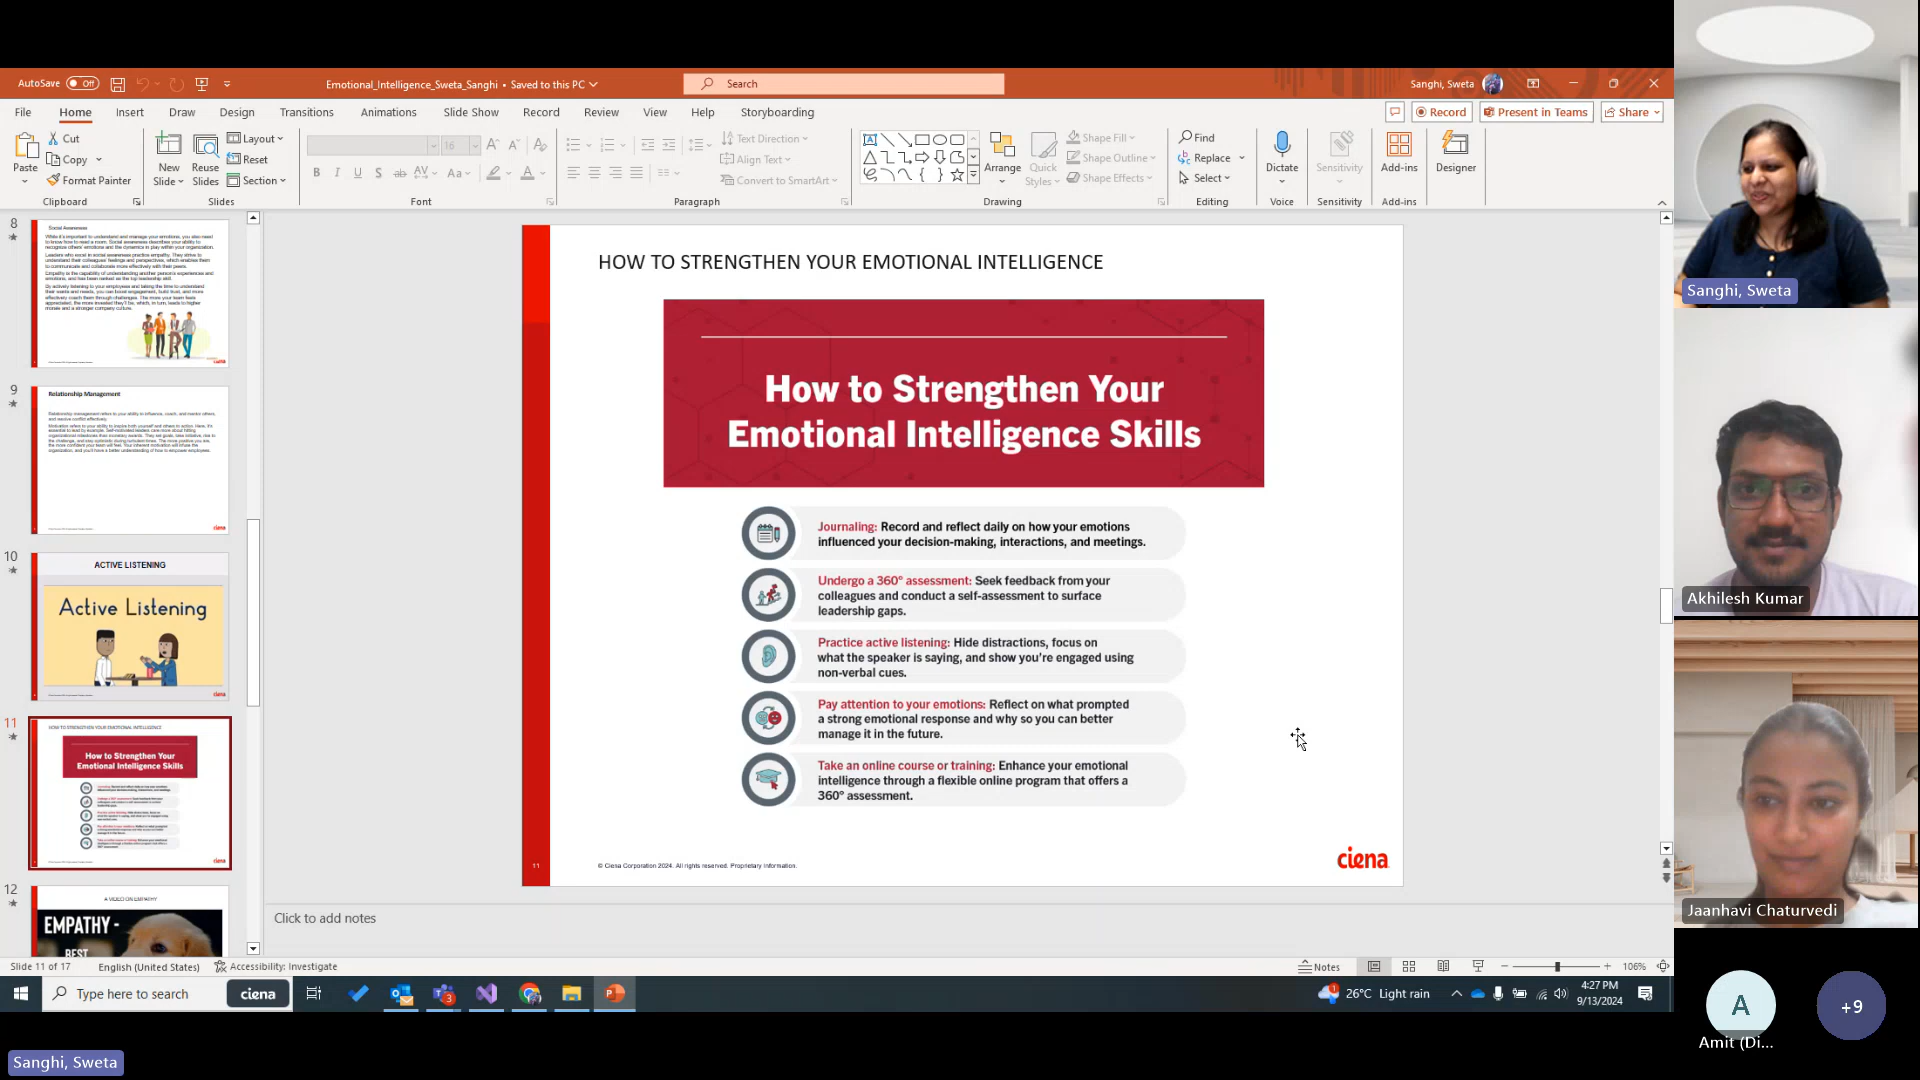 AutoSave Off
Emotional_Intelligence_Sweta_Sanghi • Saved to this PC
Search
Sanghi, Sweta
File Home Insert Draw Design Transitions Animations Slide Show Record Review View Help Storyboarding
Record
Present in Teams
Share
Paste
Cut
Copy
Format Painter
Clipboard
New Slide
Reuse Slides
Layout
Reset
Section
Slides
16
Font
Text Direction
Align Text
Convert to SmartArt
Paragraph
Arrange
Quick Styles
Shape Fill
Shape Outline
Shape Effects
Drawing
Find
Replace
Select
Editing
Dictate
Voice
Sensitivity
Sensitivity
Add-ins
Add-ins
Designer
8
Social Awareness
9
Relationship Management
10
ACTIVE LISTENING
Active Listening
ciena
11
HOW TO STRENGTHEN YOUR EMOTIONAL INTELLIGENCE
How to Strengthen Your
Emotional Intelligence Skills
ciena
12
A VIDEO ON EMPATHY
EMPATHY -
BEST
HOW TO STRENGTHEN YOUR EMOTIONAL INTELLIGENCE
How to Strengthen Your
Emotional Intelligence Skills
Journaling: Record and reflect daily on how your emotions
influenced your decision-making, interactions, and meetings.
Undergo a 360° assessment: Seek feedback from your
colleagues and conduct a self-assessment to surface
leadership gaps.
Practice active listening: Hide distractions, focus on
what the speaker is saying, and show you're engaged using
non-verbal cues.
Pay attention to your emotions: Reflect on what prompted
a strong emotional response and why so you can better
manage it in the future.
Take an online course or training: Enhance your emotional
intelligence through a flexible online program that offers a
360° assessment.
11
© Ciena Corporation 2024. All rights reserved. Proprietary Information.
ciena
Click to add notes
Slide 11 of 17
English (United States)
Accessibility: Investigate
Notes
106%
Type here to search
ciena
26°C Light rain
4:27 PM
9/13/2024
Sanghi, Sweta
Akhilesh Kumar
Jaanhavi Chaturvedi
A
Amit (Di...
+9
Sanghi, Sweta